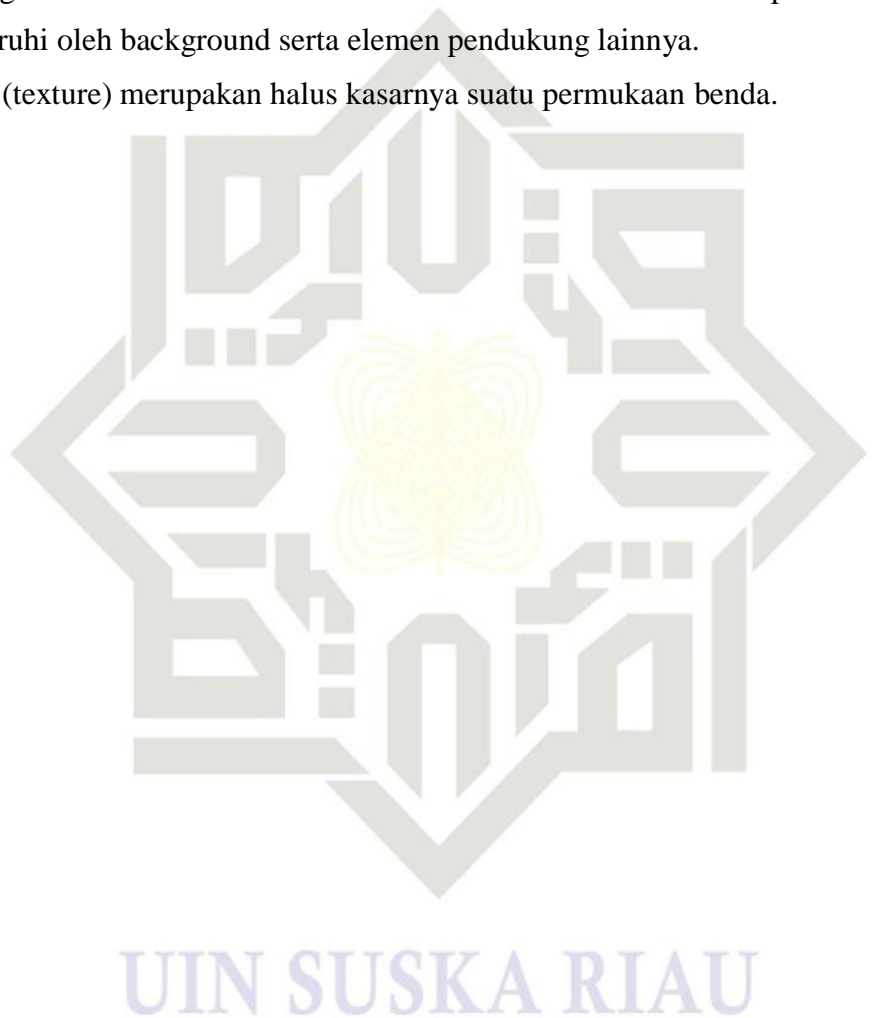 ruhi oleh background serta elemen pendukung lainnya.
(texture) merupakan halus kasarnya suatu permukaan benda.
UIN SUSKA RIAU